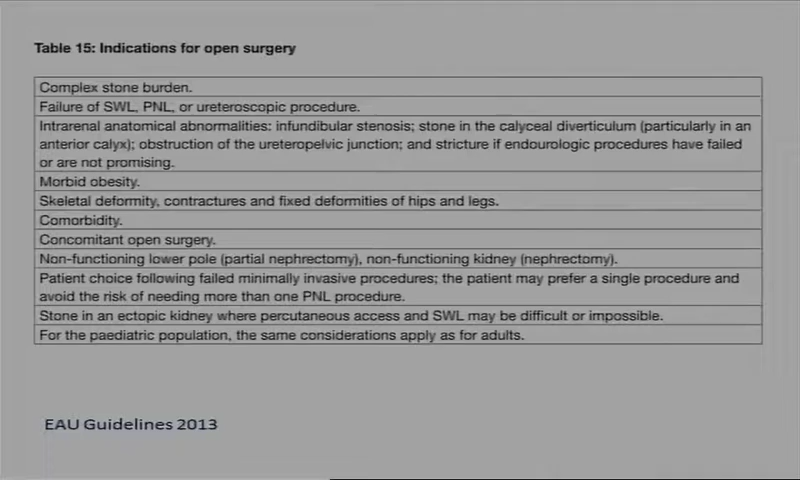 Table 15: Indications for open surgery
Complex stone burden.
Failure of SWL, PNL, or ureteroscopic procedure.
Intrarenal anatomical abnormalities: infundibular stenosis; stone in the calyceal diverticulum (particularly in an
anterior calyx); obstruction of the ureteropelvic junction; and stricture if endourologic procedures have failed
or are not promising.
Morbid obesity.
Skeletal deformity, contractures and fixed deformities of hips and legs.
Comorbidity.
Concomitant open surgery.
Non-functioning lower pole (partial nephrectomy), non-functioning kidney (nephrectomy).
Patient choice following failed minimally invasive procedures; the patient may prefer a single procedure and
avoid the risk of needing more than one PNL procedure.
Stone in an ectopic kidney where percutaneous access and SWL may be difficult or impossible.
For the paediatric population, the same considerations apply as for adults.
EAU Guidelines 2013